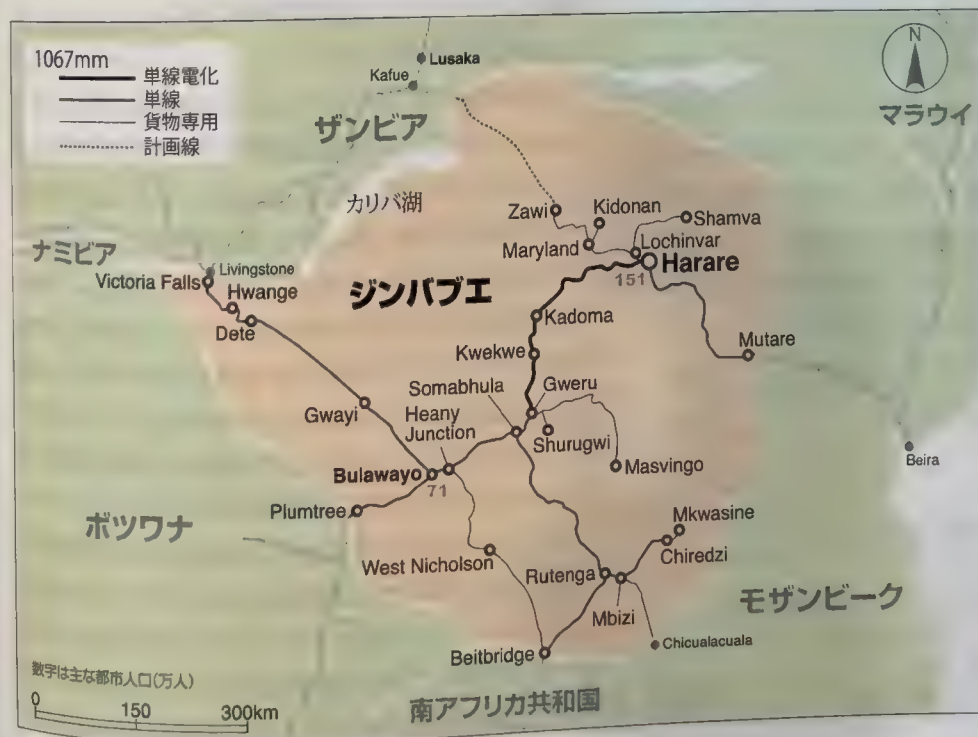 1067mm
単線電化
単線
貨物専用
計画線
Lusaka
Kafue
ザンビア
N
マラウイ
カリバ湖
Zawi
Kidonan
Shamva
Maryland
Lochinvar
Harare
151
ナミビア
Livingstone
Victoria Falls
Hwange
Dete
ジンバブエ
Kadoma
Mutare
Kwekwe
Somabhula
Gweru
Gwayi
Heany
Junction
Shurugwi
Beira
Bulawayo
71
Masvingo
Plumtree
ボツワナ
Mkwasine
West Nicholson
Chiredzi
Rutenga
Mbizi
モザンビーク
Chicualacuala
Beitbridge
数字は主な都市人口(万人)
0 150 300km
南アフリカ共和国